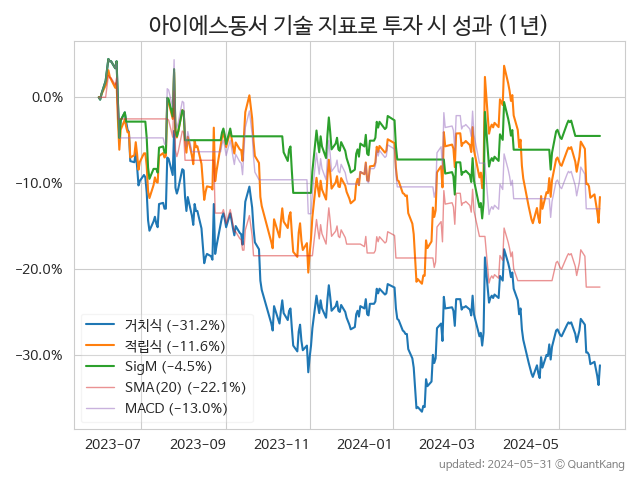 아이에스동서 기술 지표로 투자 시 성과 (1년)
0.0%
−10.0%
−20.0%
−30.0%
거치식 (−31.2%)
적립식 (−11.6%)
SigM (−4.5%)
SMA(20) (−22.1%)
MACD (−13.0%)
2023-07
2023-09
2023-11
2024-01
2024-03
2024-05
updated: 2024-05-31 © QuantKang